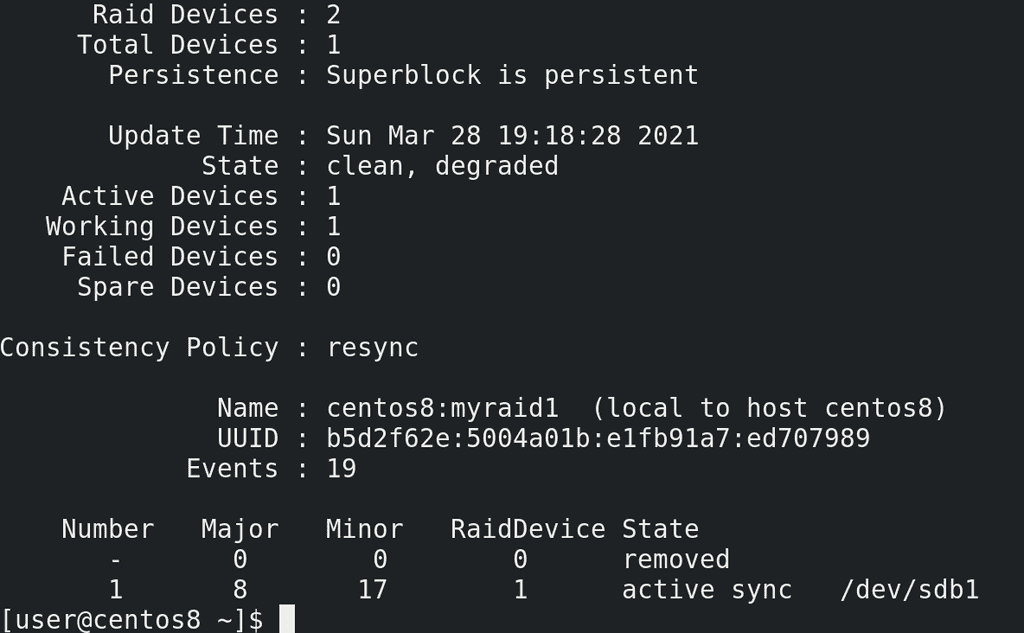 Raid Devices : 2
Total Devices : 1
Persistence : Superblock is persistent
Update Time : Sun Mar 28 19:18:28 2021
State : clean, degraded
Active Devices : 1
Working Devices : 1
Failed Devices : 0
Spare Devices : 0
Consistency Policy : resync
Name : centos8:myraid1  (local to host centos8)
UUID : b5d2f62e:5004a01b:e1fb91a7:ed707989
Events : 19
Number   Major   Minor   RaidDevice State
-       0        0        0      removed
1       8       17        1      active sync   /dev/sdb1
[user@centos8 ~]$